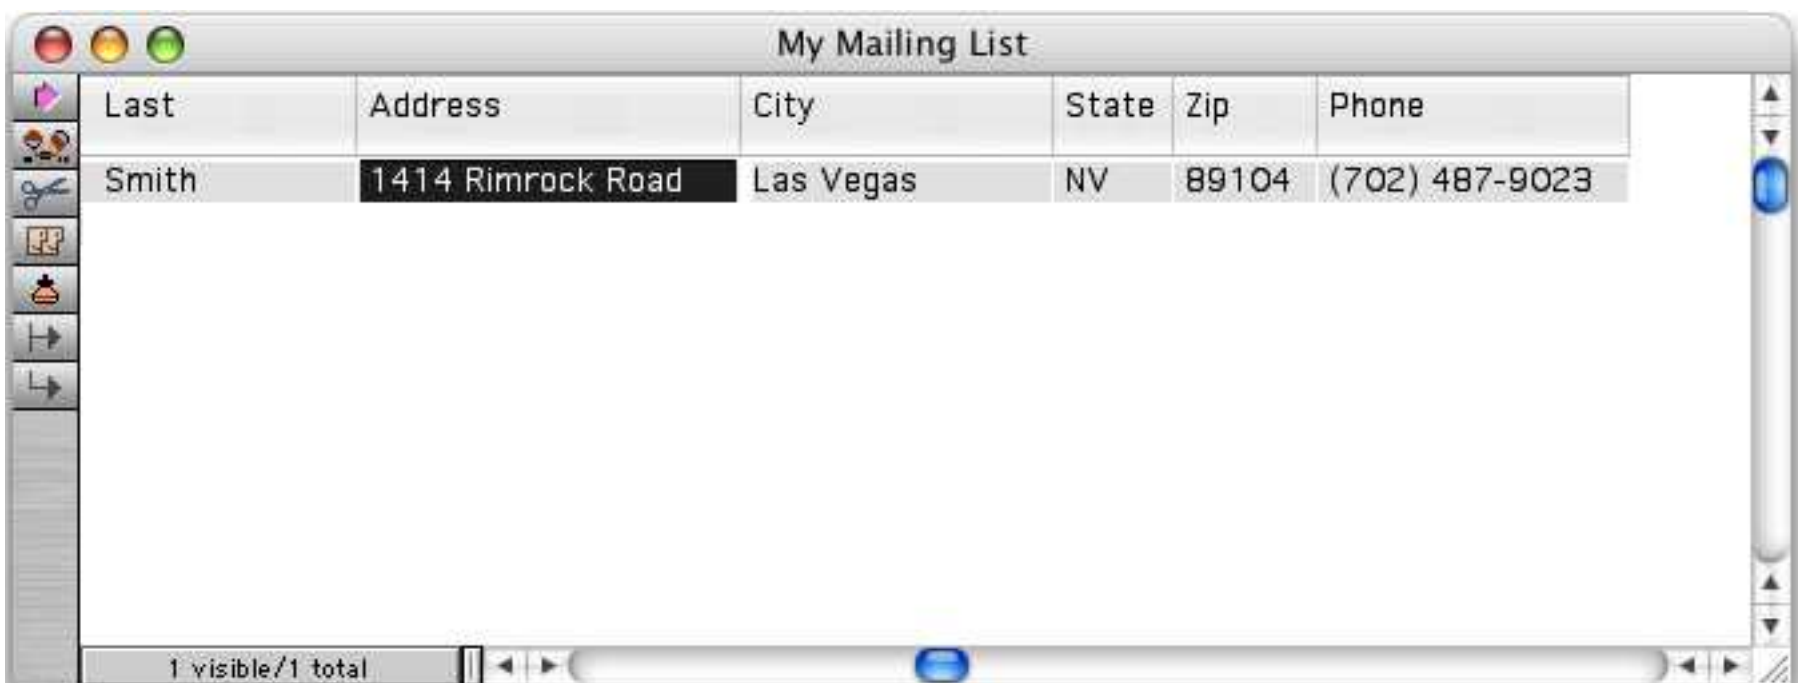 My Mailing List
Last Address City State Zip Phone
Smith 1414 Rimrock Road Las Vegas NV 89104 (702) 487-9023
1 visible/1 total